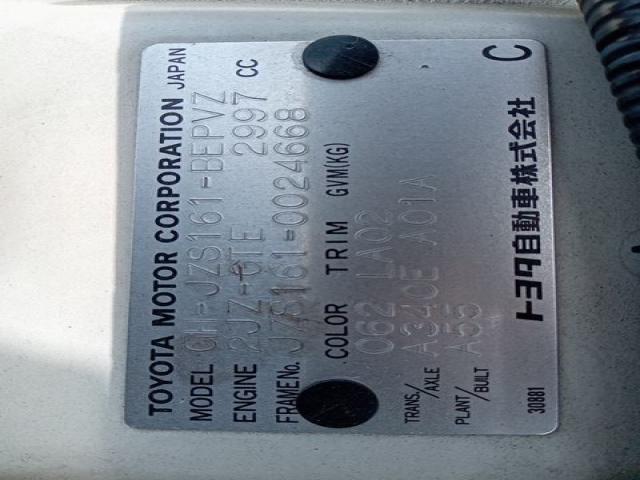 TOYOTA MOTOR CORPORATION JAPAN
MODEL GH-JZS161-BEPVZ
ENGINE 2JZ-GTE 2997 CC
FRAME No. JZS161-0024668
COLOR TRIM GVM(KG)
062 LA02
TRANS./AXLE A340E A01A
PLANT/BUILT A55
トヨタ自動車株式会社
30881
C